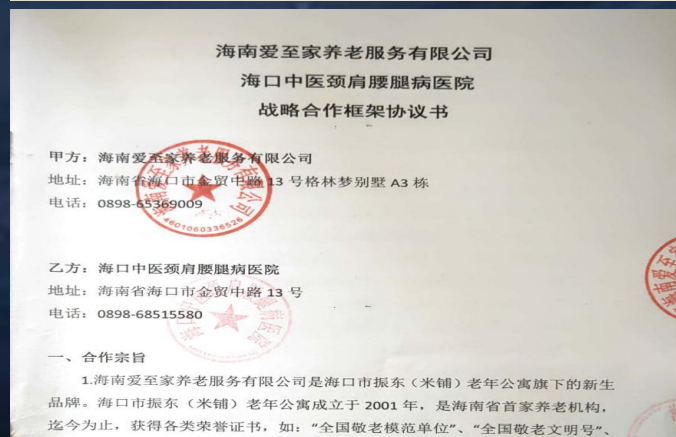 海南爱至家养老服务有限公司
海口中医颈肩腰腿病医院
战略合作框架协议书
甲方：海南爱至家养老服务有限公司
地址：海南省海口市金贸中路 13 号格林梦别墅 A3 栋
电话：0898-65369009
4601060336526
乙方：海口中医颈肩腰腿病医院
地址：海南省海口市金贸中路 13 号
电话：0898-68515580
一、合作宗旨
1.海南爱至家养老服务有限公司是海口市振东（米铺）老年公寓旗下的新生
品牌。海口市振东（米铺）老年公寓成立于 2001 年，是海南省首家养老机构，
迄今为止，获得各类荣誉证书，如：“全国敬老模范单位”、“全国敬老文明号”、